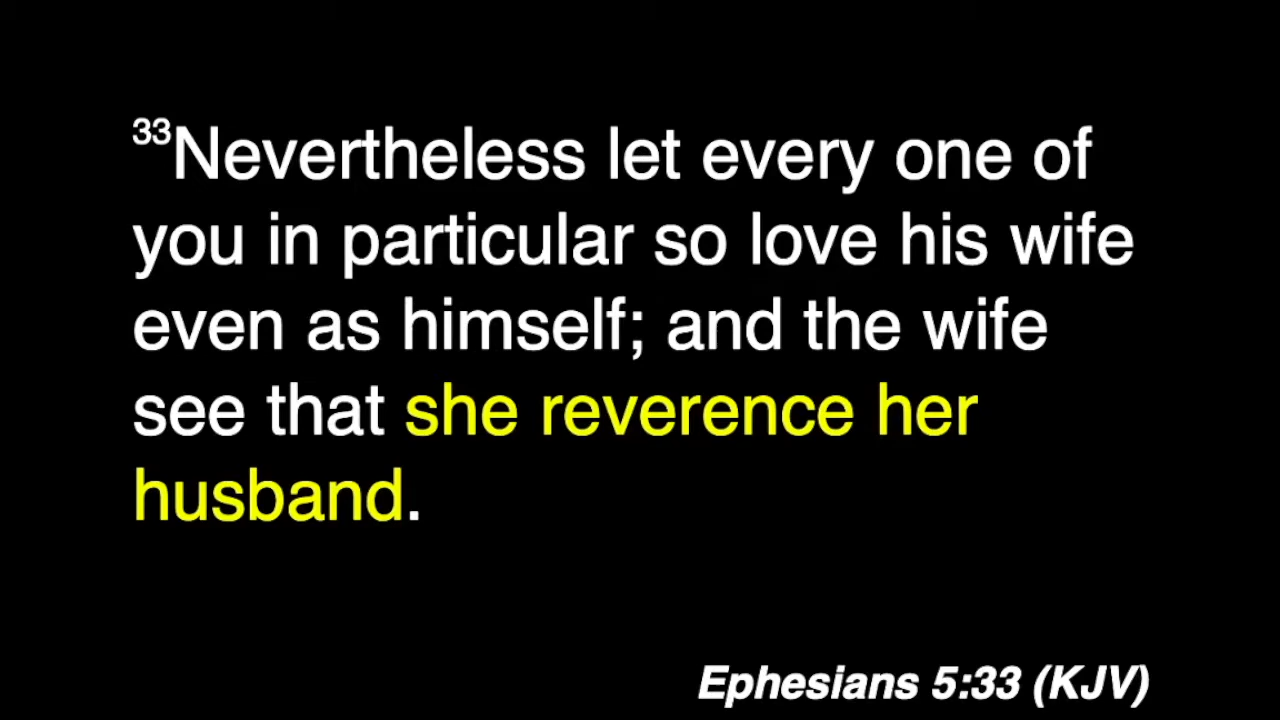 33Nevertheless let every one of
you in particular so love his wife
even as himself; and the wife
see that she reverence her
husband.
Ephesians 5:33 (KJV)